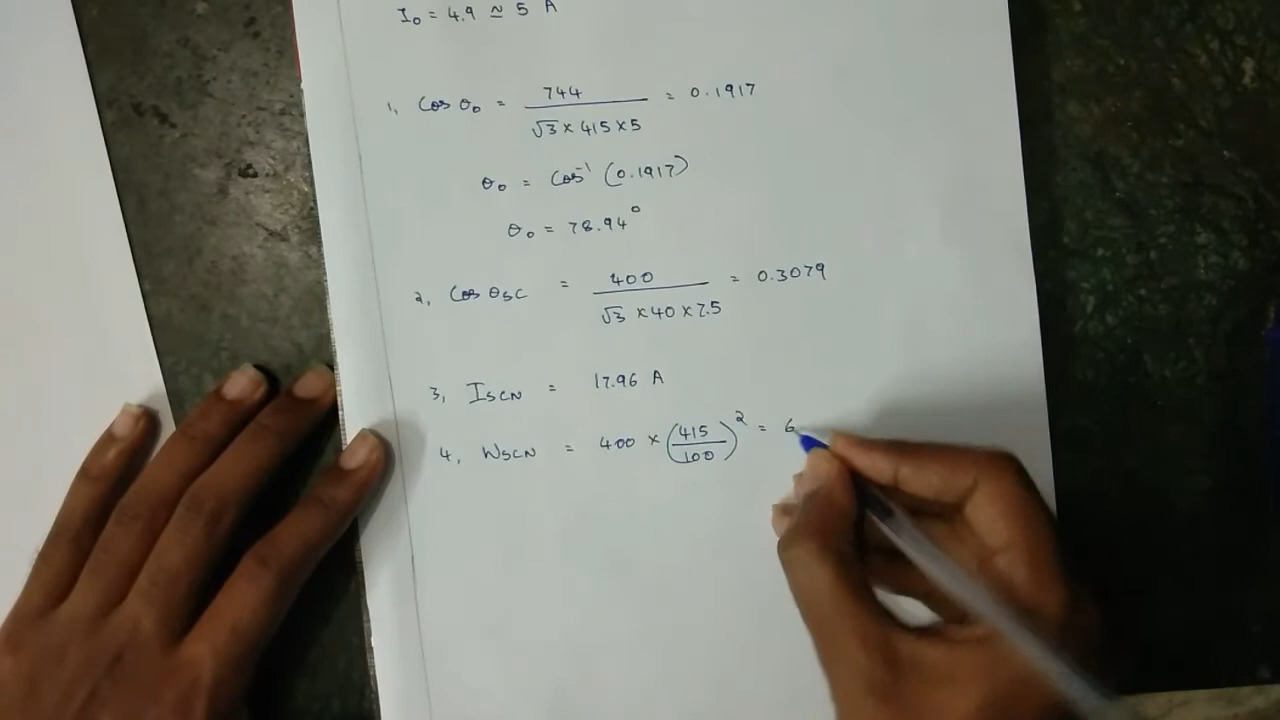 I₀ = 4.9 ≃ 5 A
1, Cos θ₀ = 744 / √3 × 415 × 5 = 0.1917
θ₀ = Cos⁻¹ (0.1917)
θ₀ = 78.94°
2, Cos θSC = 400 / √3 × 40 × 7.5 = 0.3079
3, ISCN = 17.96 A
4, WSCN = 400 × (415/100)² = 6